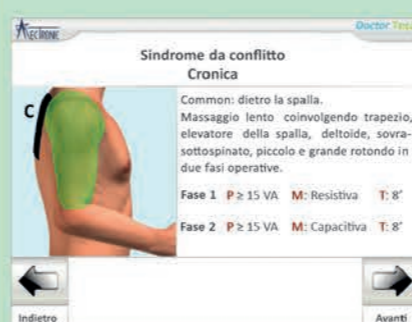 ELECTRONIC
Doctor Tecar
Sindrome da conflitto
Cronica
C
Common: dietro la spalla.
Massaggio lento coinvolgendo trapezio,
elevatore della spalla, deltoide, sovra-
sottospinato, piccolo e grande rotondo in
due fasi operative.
Fase 1 P ≥ 15 VA M: Resistiva T: 8'
Fase 2 P ≥ 15 VA M: Capacitiva T: 8'
Indietro
Avanti